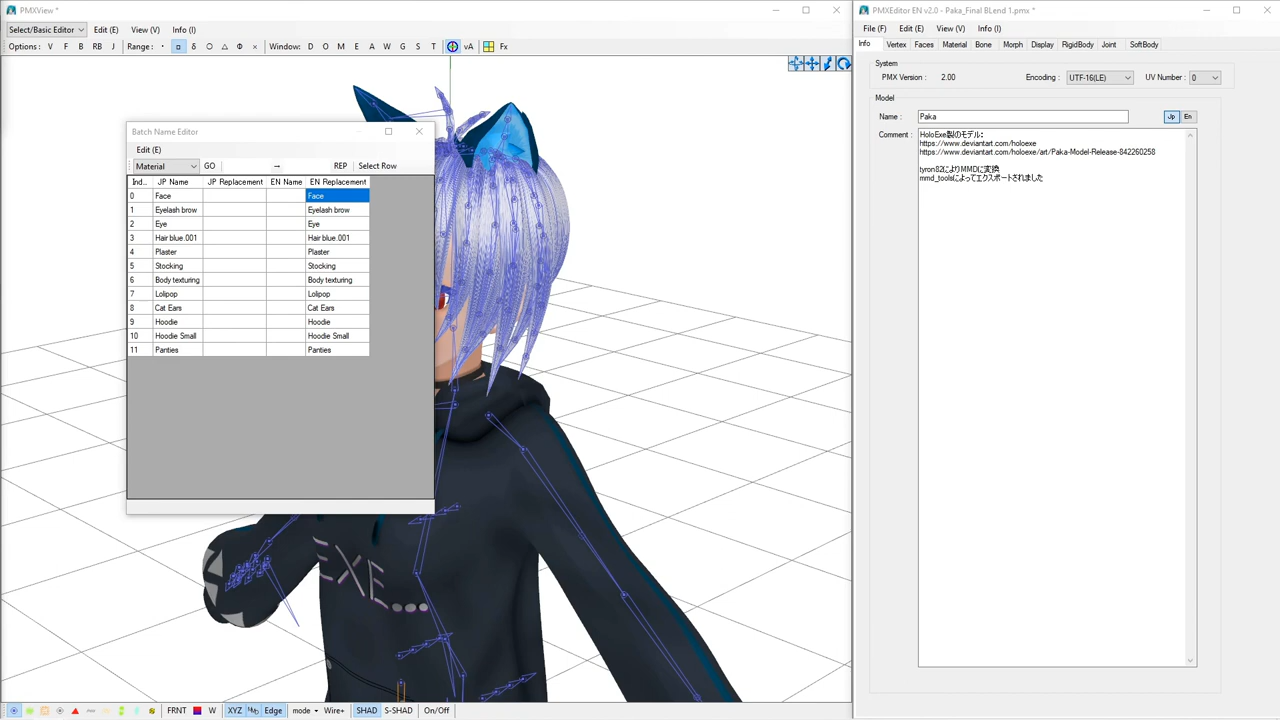 PMXView *
Select/Basic Editor Edit (E) View (V) Info (I)
Options: V F B RB J Range: Window: D O M E A W G S T vA Fx
Batch Name Editor
Edit (E)
Material GO → REP Select Row
Ind... JP Name JP Replacement EN Name EN Replacement
0 Face Face
1 Eyelash brow Eyelash brow
2 Eye Eye
3 Hair blue.001 Hair blue.001
4 Plaster Plaster
5 Stocking Stocking
6 Body texturing Body texturing
7 Lolipop Lolipop
8 Cat Ears Cat Ears
9 Hoodie Hoodie
10 Hoodie Small Hoodie Small
11 Panties Panties
EXE
FRNT W XYZ Edge mode Wire+ SHAD S-SHAD On/Off
PMXEditor EN v2.0 - Paka_Final BLend 1.pmx *
File (F) Edit (E) View (V) Info (I)
Info Vertex Faces Material Bone Morph Display RigidBody Joint SoftBody
System
PMX Version : 2.00 Encoding : UTF-16(LE) UV Number : 0
Model
Name : Paka Jp En
Comment : HoloExe製のモデル:
https://www.deviantart.com/holoexe
https://www.deviantart.com/holoexe/art/Paka-Model-Release-842260258
tyron82によりMMDに変換
mmd_toolsによってエクスポートされました